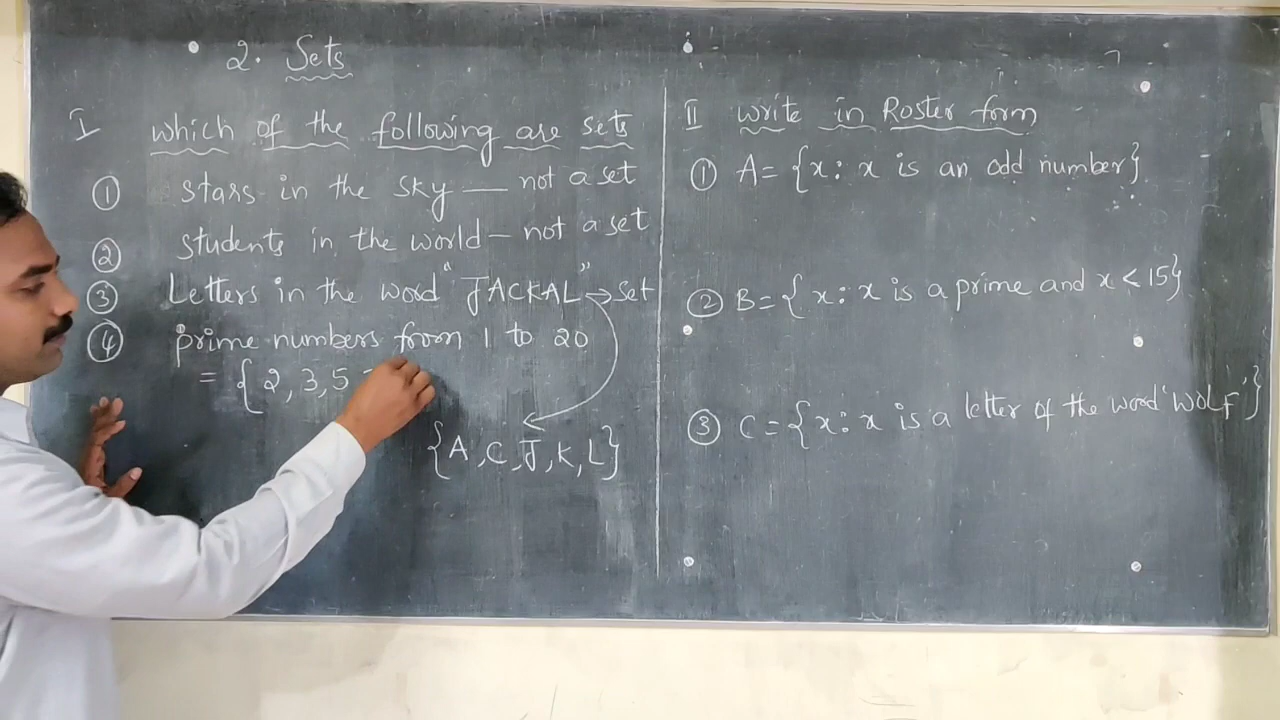 2. Sets
I which of the following are sets
① stars in the sky — not a set
② students in the world — not a set
③ Letters in the word "JACKAL" → set
④ prime numbers from 1 to 20
= {2, 3, 5
{A, C, J, K, L}
II write in Roster form
① A = {x : x is an odd number}
② B = {x : x is a prime and x < 15}
③ C = {x : x is a letter of the word 'WOLF'}